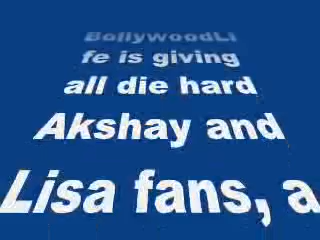 BollywoodLi
fe is giving
all die hard
Akshay and
Lisa fans, a